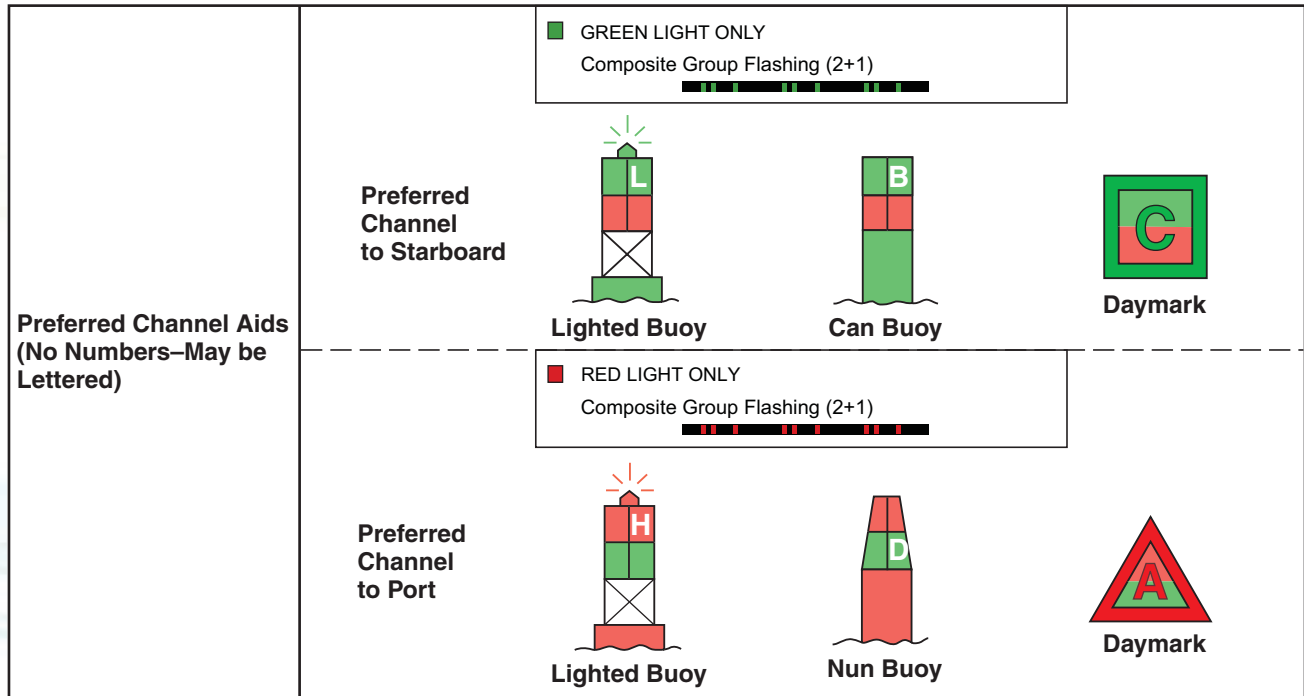 GREEN LIGHT ONLY
Composite Group Flashing (2+1)
Preferred
Channel
to Starboard
L
B
C
Lighted Buoy
Can Buoy
Daymark
Preferred Channel Aids
(No Numbers–May be
Lettered)
RED LIGHT ONLY
Composite Group Flashing (2+1)
Preferred
Channel
to Port
H
D
A
Lighted Buoy
Nun Buoy
Daymark